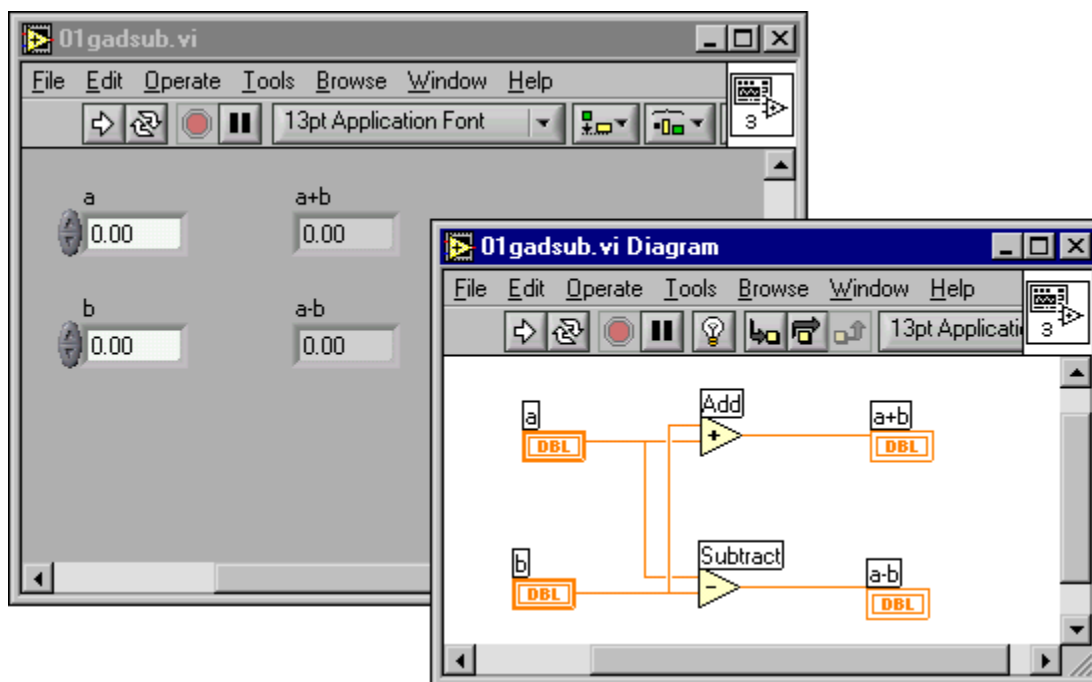 01gadsub.vi
File Edit Operate Tools Browse Window Help
13pt Application Font
3
a
0.00
a+b
0.00
b
0.00
a-b
0.00
01gadsub.vi Diagram
File Edit Operate Tools Browse Window Help
13pt Applicati
3
a
DBL
Add
+
a+b
DBL
b
DBL
Subtract
-
a-b
DBL